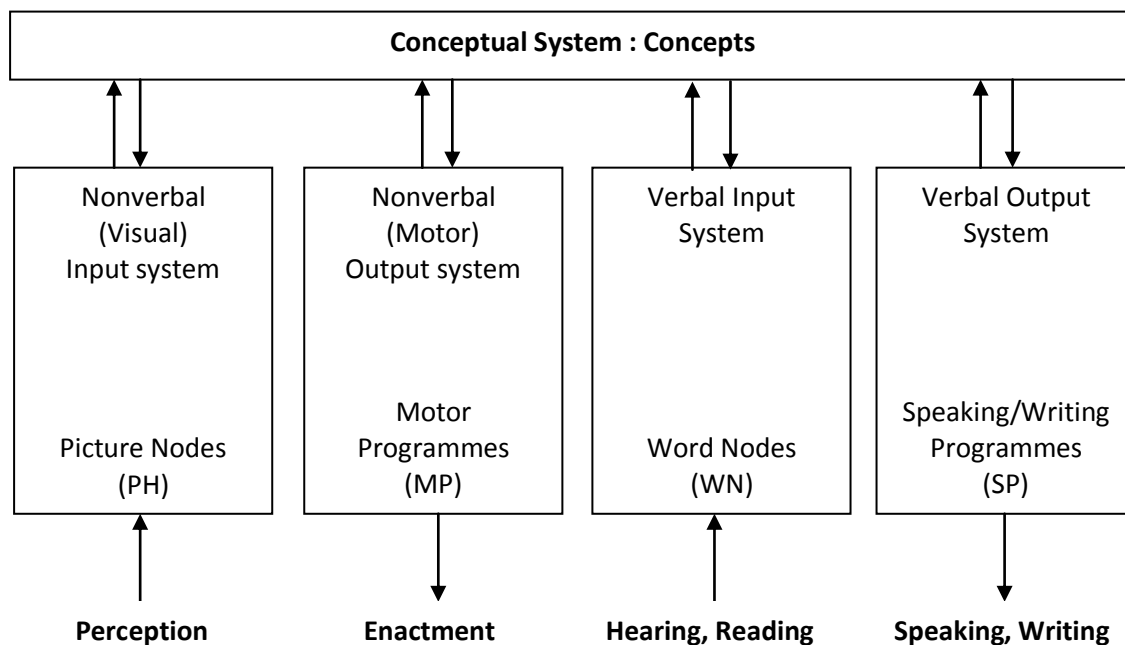 Conceptual System : Concepts
Nonverbal
(Visual)
Input system
Picture Nodes
(PH)
Nonverbal
(Motor)
Output system
Motor
Programmes
(MP)
Verbal Input
System
Word Nodes
(WN)
Verbal Output
System
Speaking/Writing
Programmes
(SP)
Perception
Enactment
Hearing, Reading
Speaking, Writing